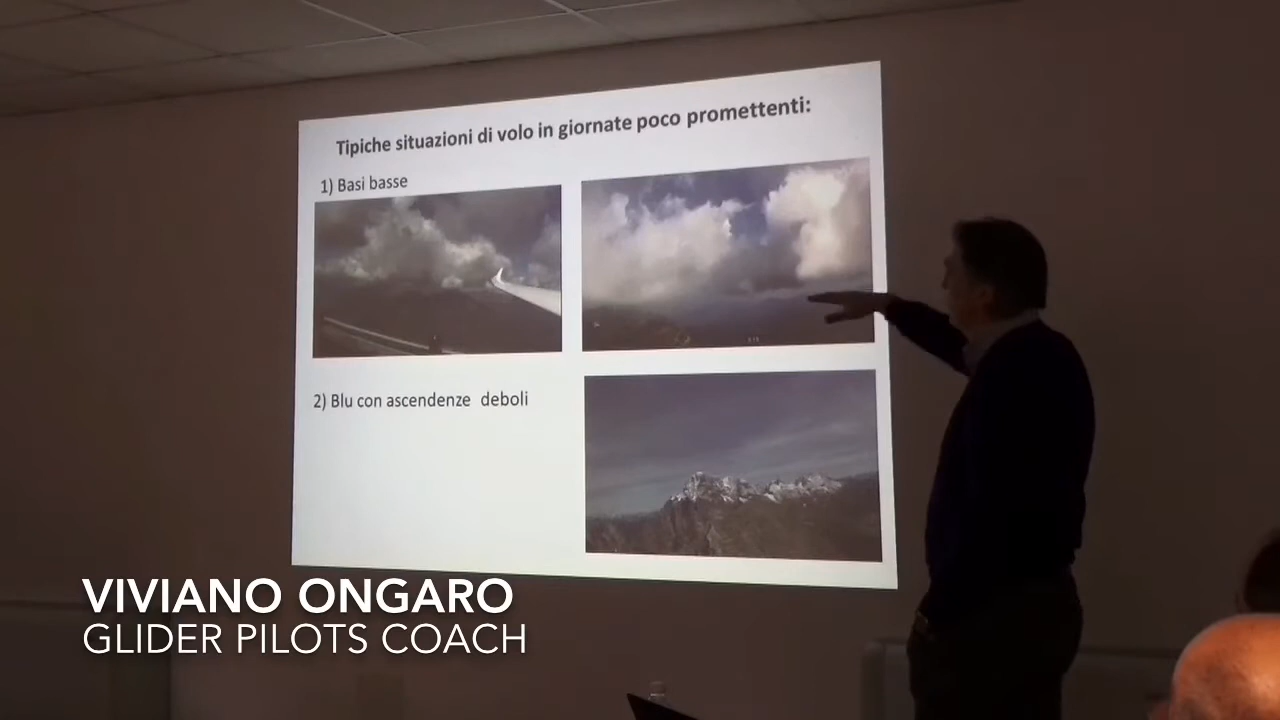 Tipiche situazioni di volo in giornate poco promettenti:
1) Basi basse
2) Blu con ascendenze deboli
VIVIANO ONGARO
GLIDER PILOTS COACH